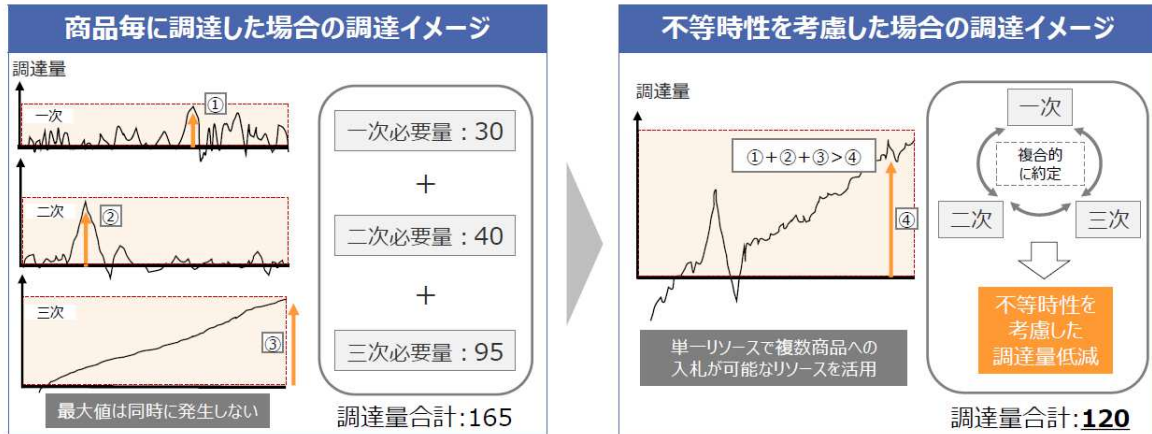 商品毎に調達した場合の調達イメージ
調達量
一次
①
二次
②
三次
③
最大値は同時に発生しない
一次必要量：30
＋
二次必要量：40
＋
三次必要量：95
調達量合計：165
不等時性を考慮した場合の調達イメージ
調達量
①+②+③>④
④
単一リソースで複数商品への
入札が可能なリソースを活用
一次
複合的
に約定
二次
三次
不等時性を
考慮した
調達量低減
調達量合計：120